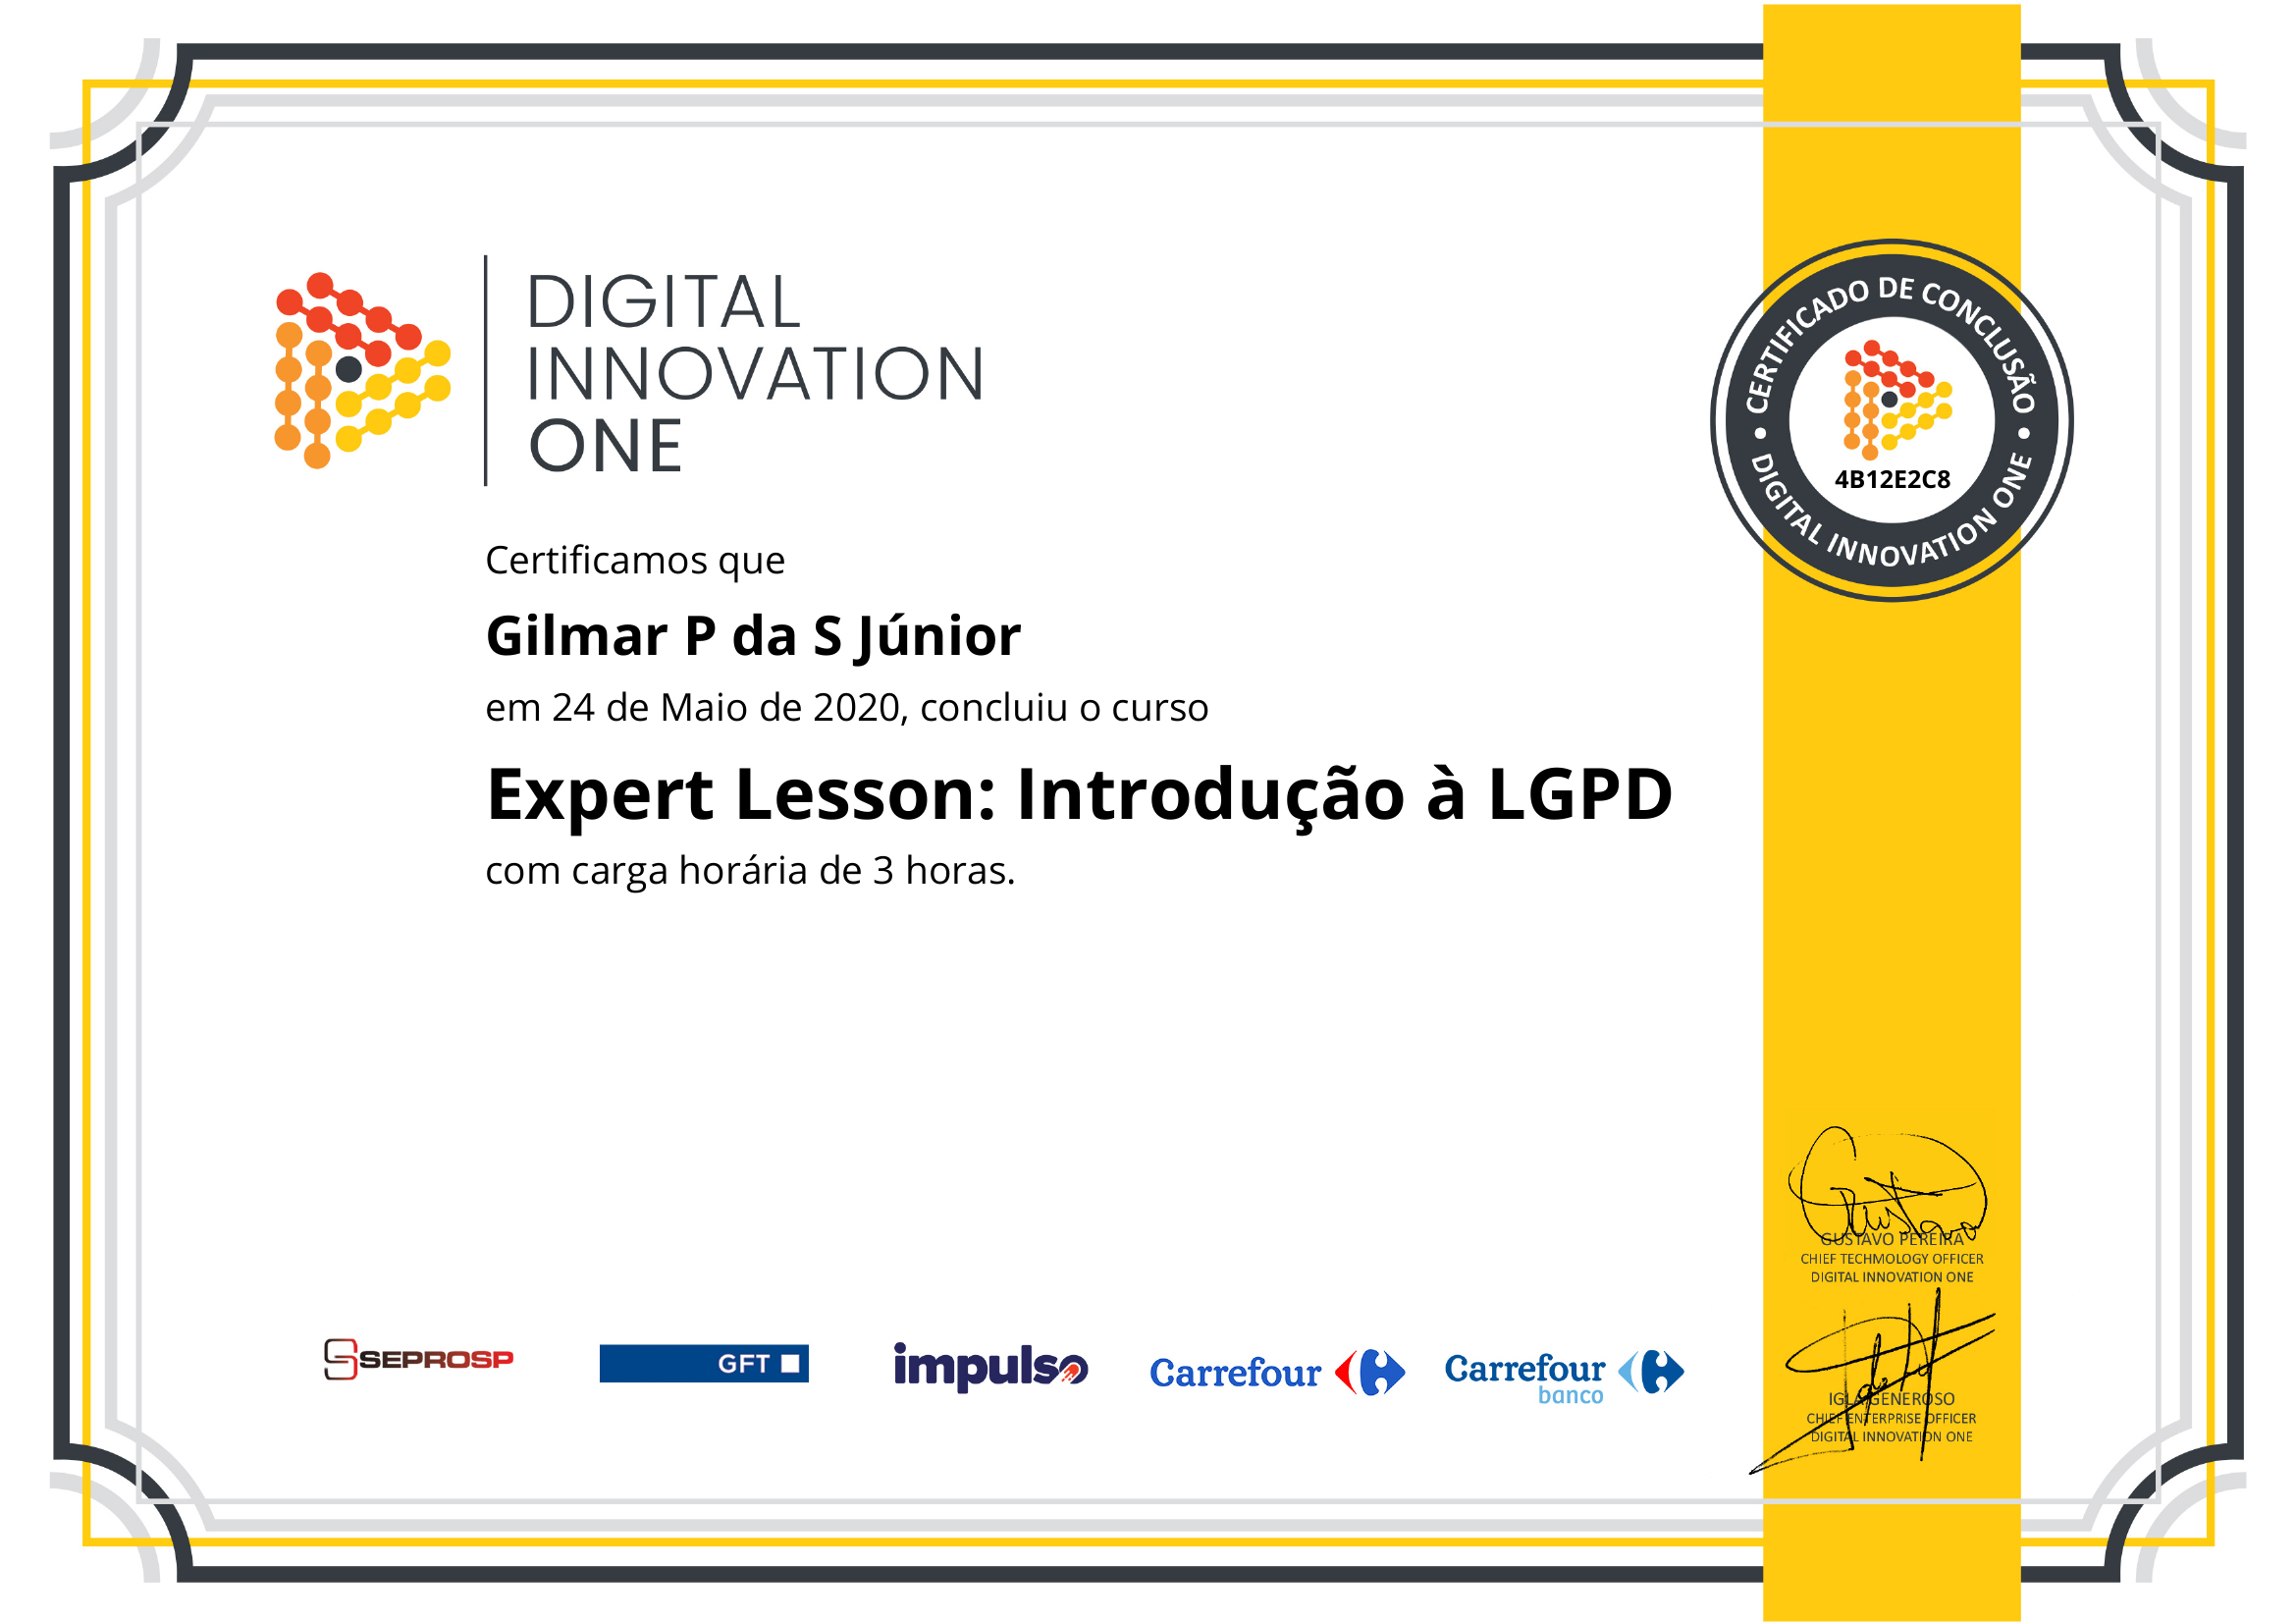 DIGITAL
INNOVATION
ONE
CERTIFICADO DE CONCLUSÃO
4B12E2C8
DIGITAL INNOVATION ONE
Certificamos que
Gilmar P da S Júnior
em 24 de Maio de 2020, concluiu o curso
Expert Lesson: Introdução à LGPD
com carga horária de 3 horas.
GUSTAVO PEREIRA
CHIEF TECHMOLOGY OFFICER
DIGITAL INNOVATION ONE
IGLA GENEROSO
CHIEF ENTERPRISE OFFICER
DIGITAL INNOVATION ONE
SEPROSP
GFT
impulso
Carrefour
Carrefour
banco